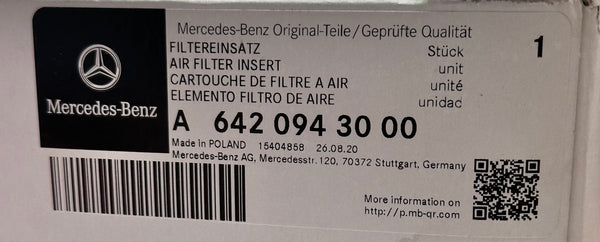 Mercedes-Benz Original-Teile/Geprüfte Qualität
FILTEREINSATZ Stück 1
AIR FILTER INSERT unit
CARTOUCHE DE FILTRE A AIR unité
ELEMENTO FILTRO DE AIRE unidad
Mercedes-Benz
A 642 094 30 00
Made in POLAND 15404858 26.08.20
Mercedes-Benz AG, Mercedesstr. 120, 70372 Stuttgart, Germany
More information on
http://p.mb-qr.com/